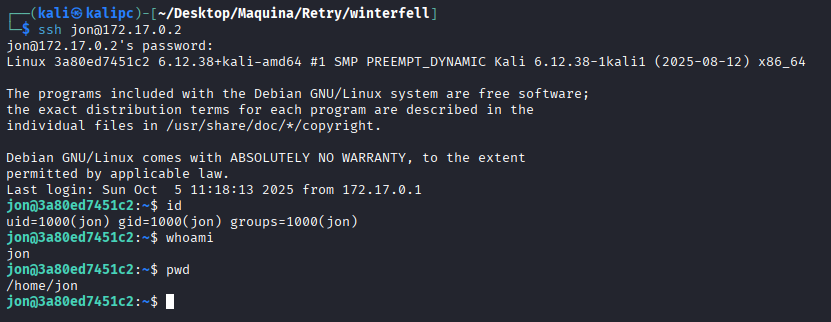 ┌──(kali㉿kalipc)-[~/Desktop/Maquina/Retry/winterfell]
└─$ ssh jon@172.17.0.2
jon@172.17.0.2's password:
Linux 3a80ed7451c2 6.12.38+kali-amd64 #1 SMP PREEMPT_DYNAMIC Kali 6.12.38-1kali1 (2025-08-12) x86_64
The programs included with the Debian GNU/Linux system are free software;
the exact distribution terms for each program are described in the
individual files in /usr/share/doc/*/copyright.
Debian GNU/Linux comes with ABSOLUTELY NO WARRANTY, to the extent
permitted by applicable law.
Last login: Sun Oct  5 11:18:13 2025 from 172.17.0.1
jon@3a80ed7451c2:~$ id
uid=1000(jon) gid=1000(jon) groups=1000(jon)
jon@3a80ed7451c2:~$ whoami
jon
jon@3a80ed7451c2:~$ pwd
/home/jon
jon@3a80ed7451c2:~$